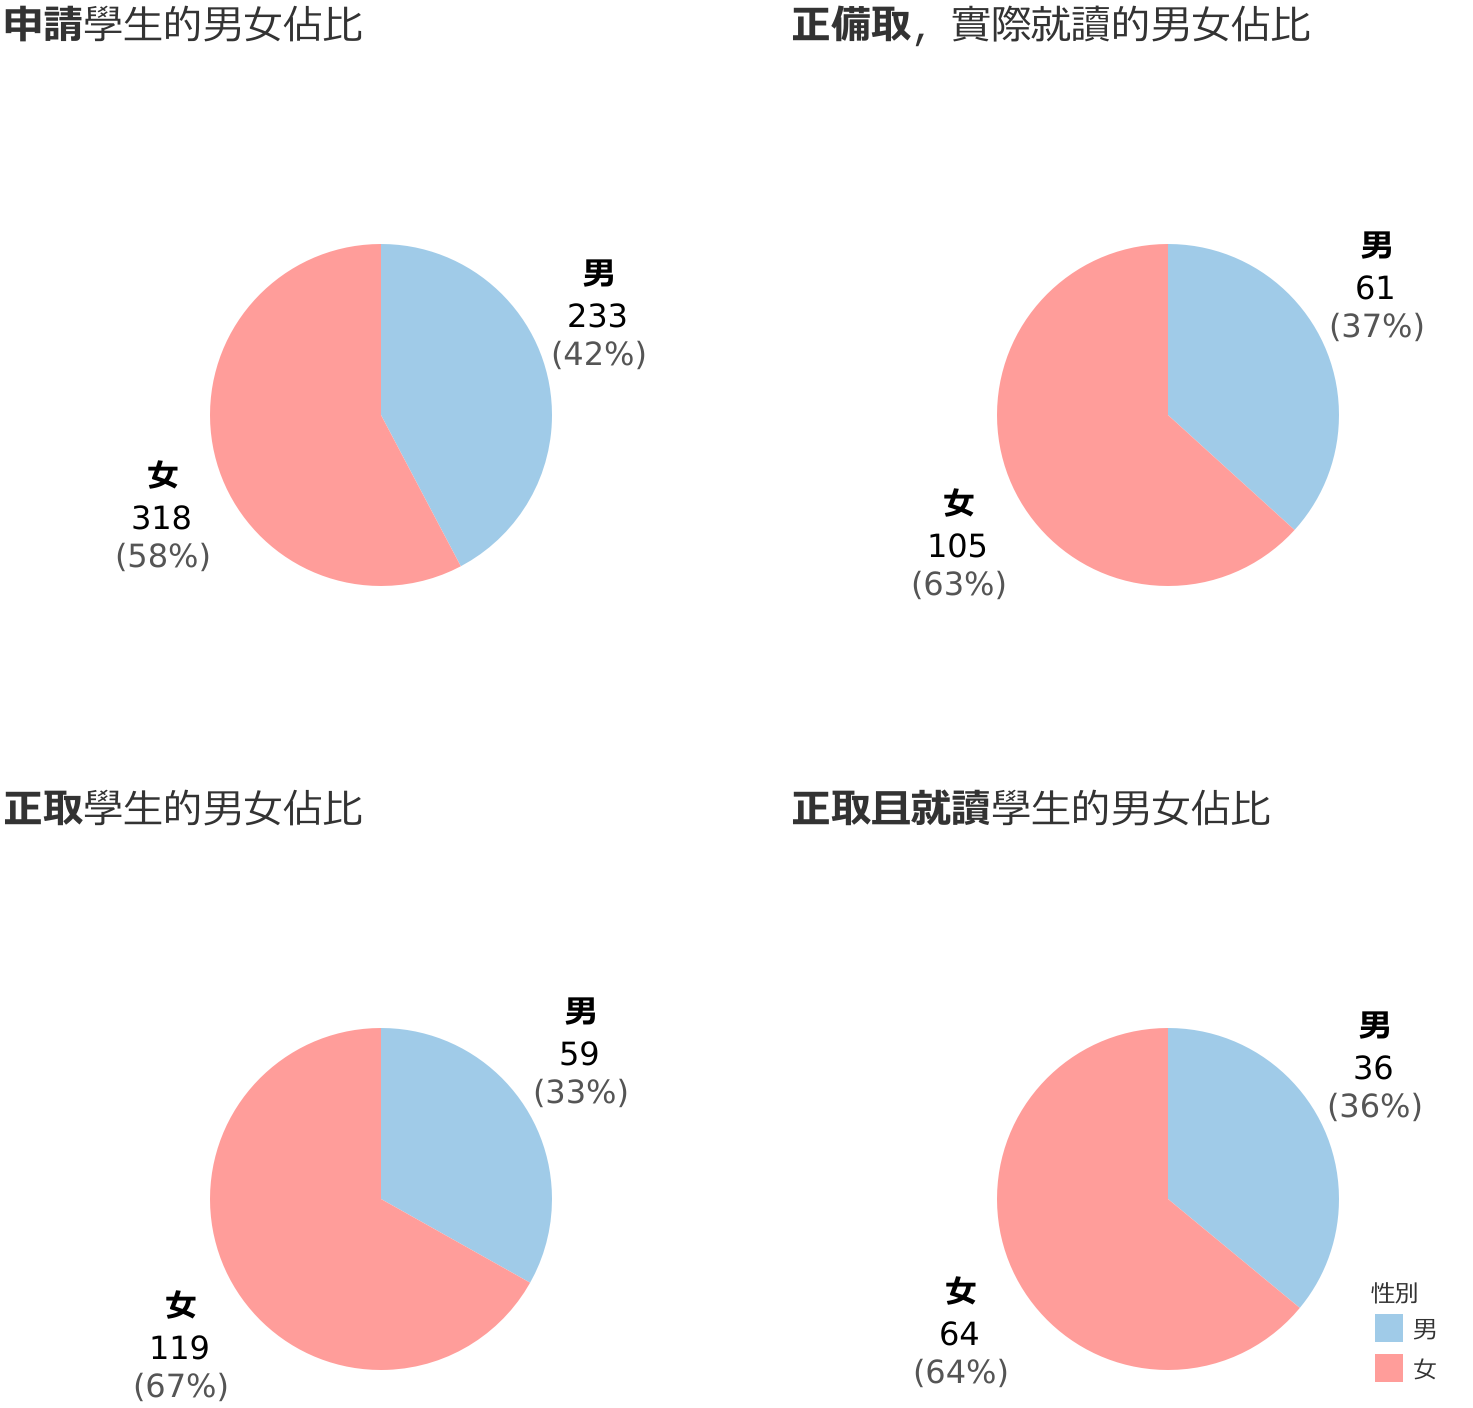 申請學生的男女佔比
男
233
(42%)
女
318
(58%)
正備取，實際就讀的男女佔比
男
61
(37%)
女
105
(63%)
正取學生的男女佔比
男
59
(33%)
女
119
(67%)
正取且就讀學生的男女佔比
男
36
(36%)
女
64
(64%)
性別
男
女